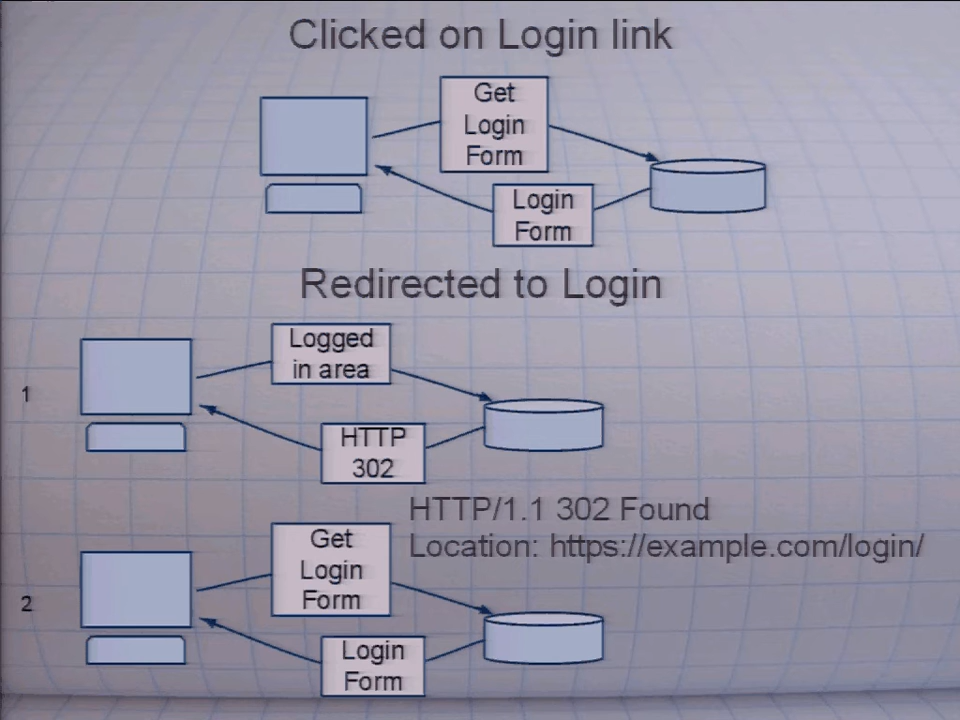 Clicked on Login link
Get
Login
Form
Login
Form
Redirected to Login
1
Logged
in area
HTTP
302
HTTP/1.1 302 Found
Location: https://example.com/login/
2
Get
Login
Form
Login
Form